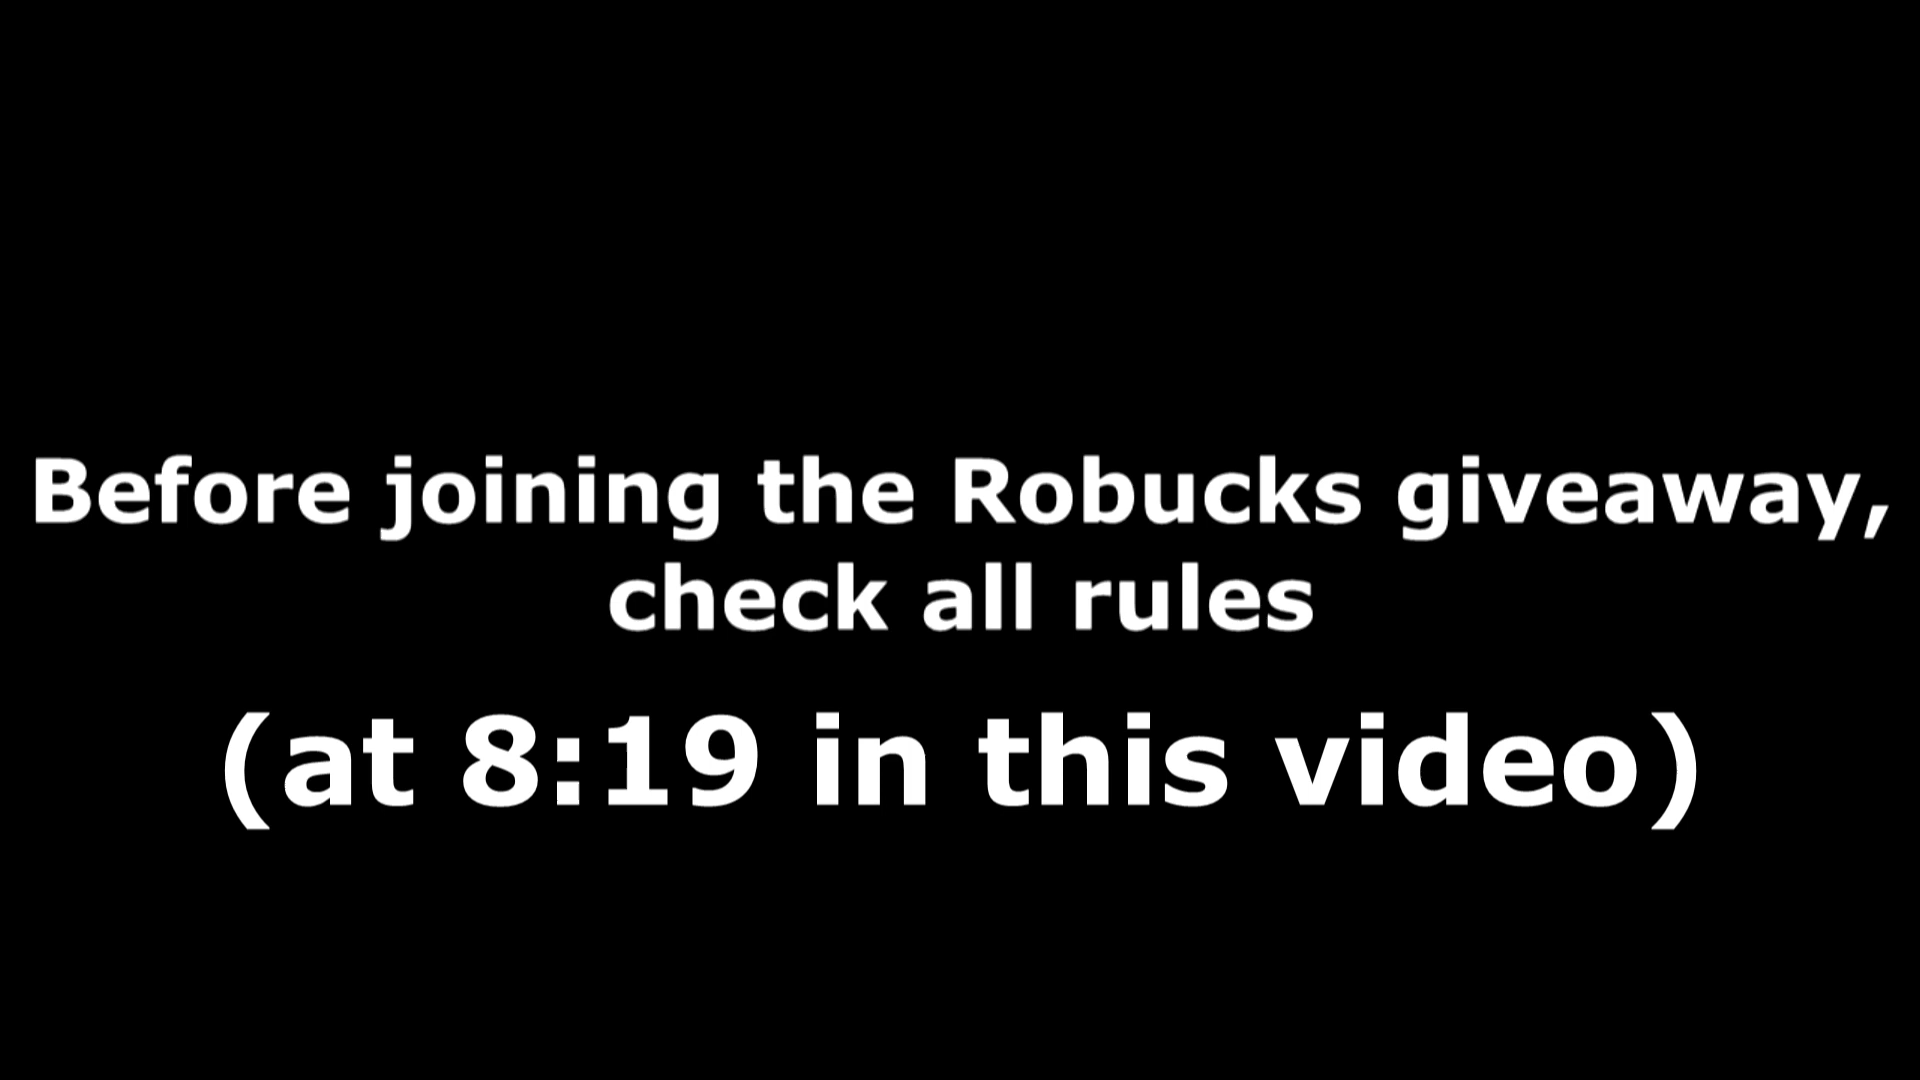 Before joining the Robucks giveaway,
check all rules
(at 8:19 in this video)